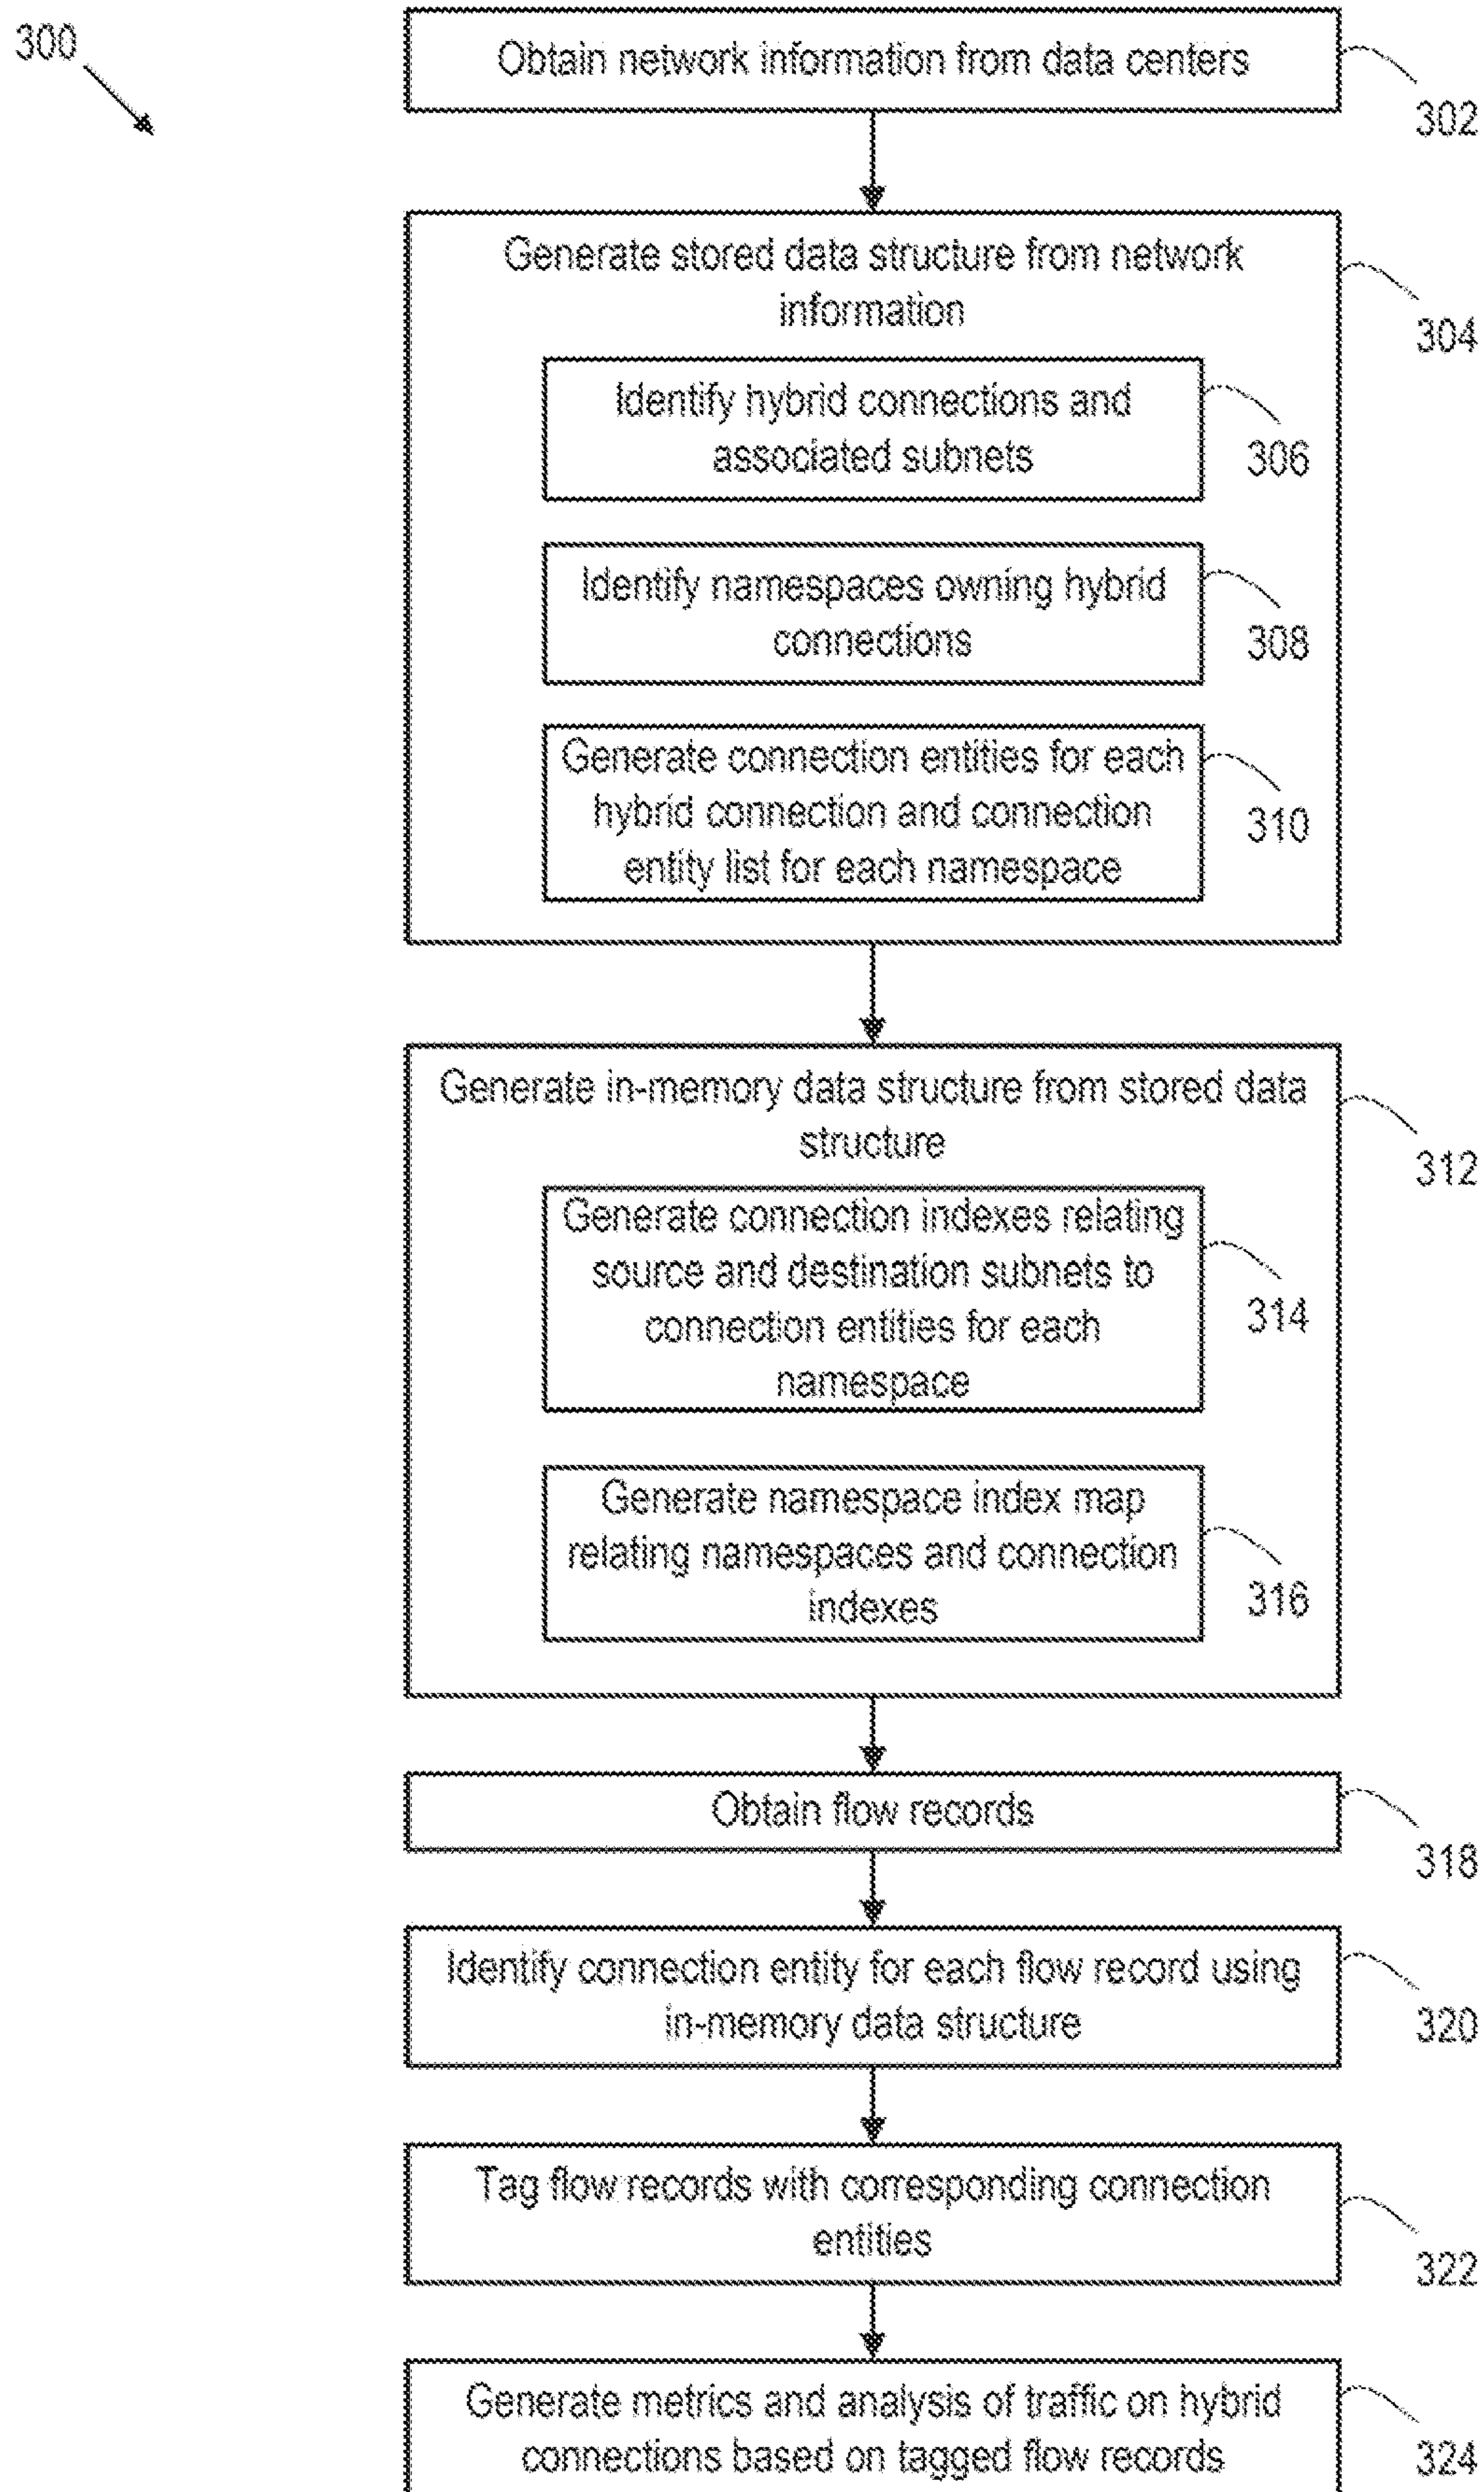 300
Obtain network information from data centers
302
Generate stored data structure from network
information
304
Identify hybrid connections and
associated subnets
306
Identify namespaces owning hybrid
connections
308
Generate connection entities for each
hybrid connection and connection
entity list for each namespace
310
Generate in-memory data structure from stored data
structure
312
Generate connection indexes relating
source and destination subnets to
connection entities for each
namespace
314
Generate namespace index map
relating namespaces and connection
indexes
316
Obtain flow records
318
Identify connection entity for each flow record using
in-memory data structure
320
Tag flow records with corresponding connection
entities
322
Generate metrics and analysis of traffic on hybrid
connections based on tagged flow records
324